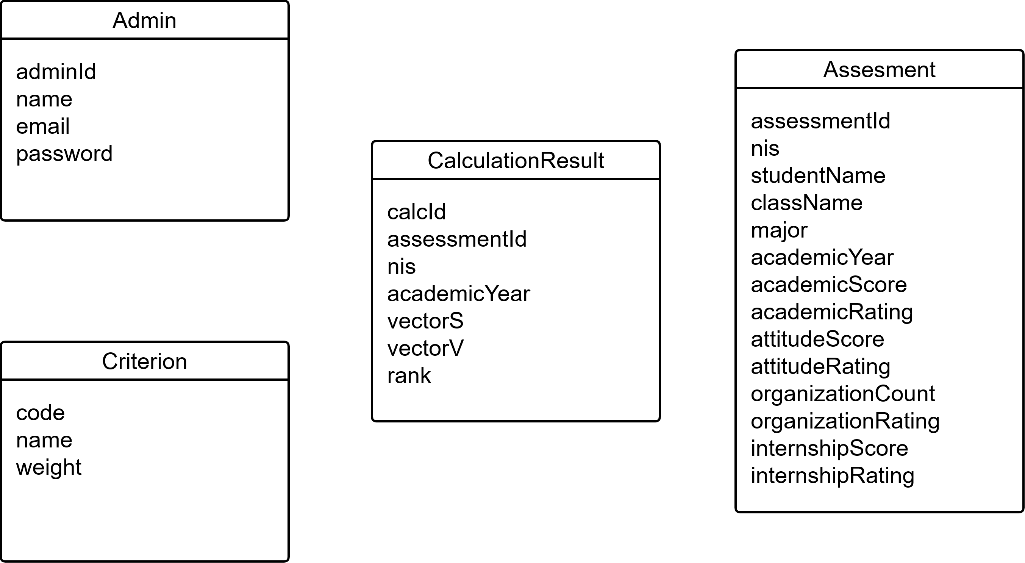 Admin
adminId
name
email
password
Criterion
code
name
weight
CalculationResult
calcId
assessmentId
nis
academicYear
vectorS
vectorV
rank
Assesment
assessmentId
nis
studentName
className
major
academicYear
academicScore
academicRating
attitudeScore
attitudeRating
organizationCount
organizationRating
internshipScore
internshipRating